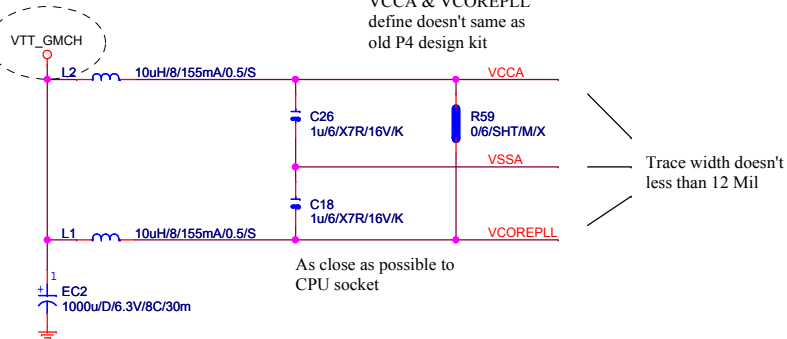 VCCA & VCOREPLL
define doesn't same as
old P4 design kit
VTT_GMCH
L2 10uH/8/155mA/0.5/S VCCA
C26
1u/6/X7R/16V/K
R59
0/6/SHT/M/X
VSSA
Trace width doesn't
less than 12 Mil
C18
1u/6/X7R/16V/K
L1 10uH/8/155mA/0.5/S VCOREPLL
As close as possible to
CPU socket
1
+ EC2
1000u/D/6.3V/8C/30m